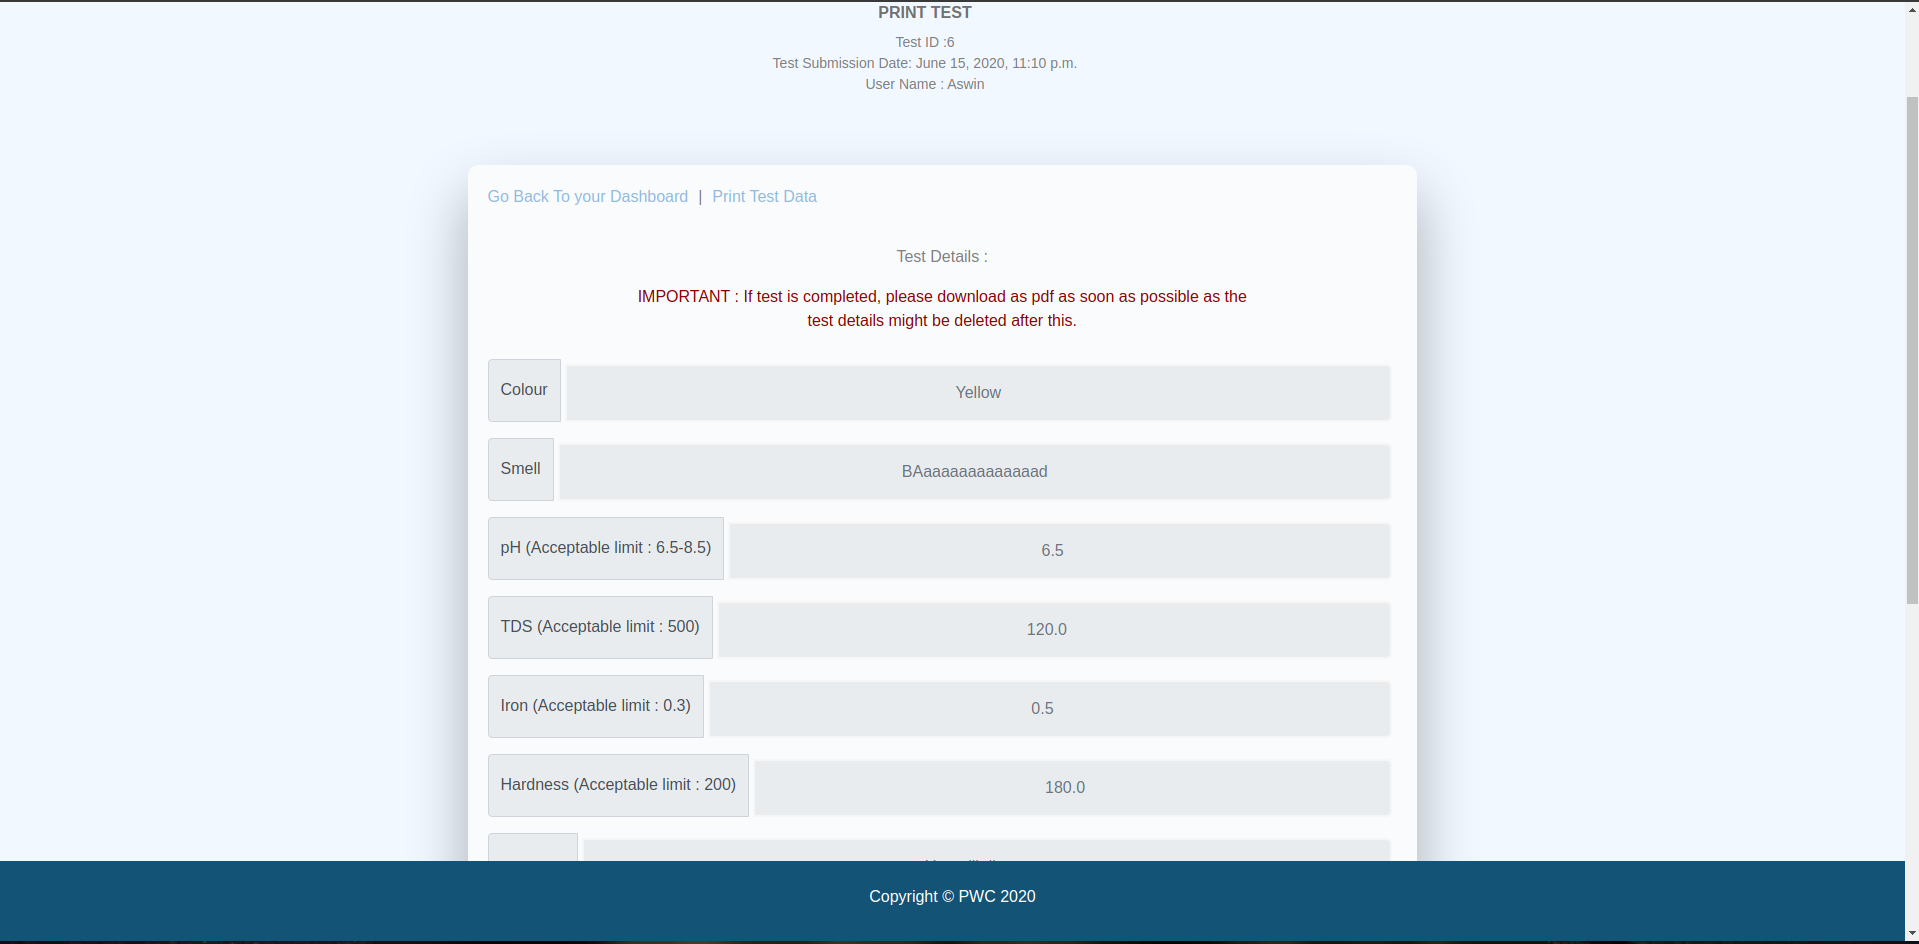 PRINT TEST
Test ID :6
Test Submission Date: June 15, 2020, 11:10 p.m.
User Name : Aswin
Go Back To your Dashboard | Print Test Data
Test Details :
IMPORTANT : If test is completed, please download as pdf as soon as possible as the
test details might be deleted after this.
Colour Yellow
Smell BAaaaaaaaaaaaaad
pH (Acceptable limit : 6.5-8.5) 6.5
TDS (Acceptable limit : 500) 120.0
Iron (Acceptable limit : 0.3) 0.5
Hardness (Acceptable limit : 200) 180.0
Copyright © PWC 2020